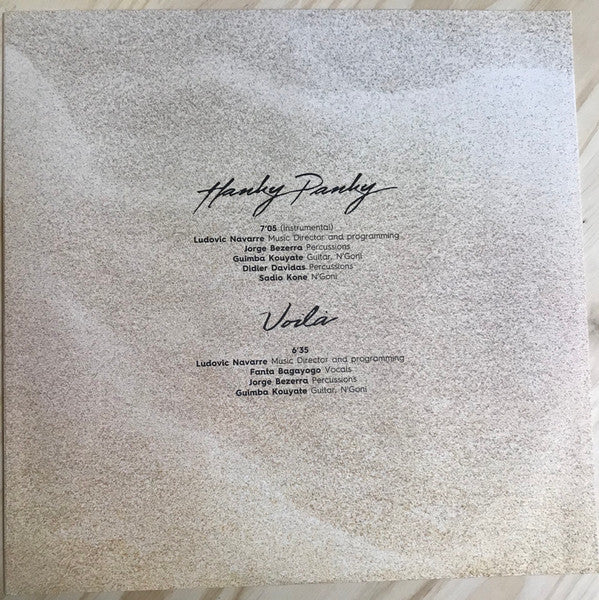 Hanky Panky
7'05 (instrumental)
Ludovic Navarre Music Director and programming
Jorge Bezerra Percussions
Guimba Kouyate Guitar, N'Goni
Didier Davidas Percussions
Sadio Kone N'Goni
Voilà
6'35
Ludovic Navarre Music Director and programming
Fanta Bagayogo Vocals
Jorge Bezerra Percussions
Guimba Kouyate Guitar, N'Goni